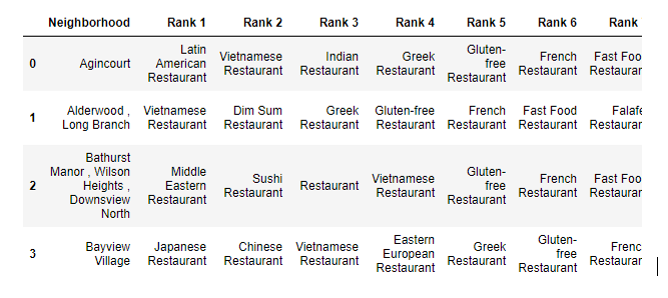 Neighborhood Rank 1 Rank 2 Rank 3 Rank 4 Rank 5 Rank 6 Rank
0
Agincourt
Latin
American
Restaurant
Vietnamese
Restaurant
Indian
Restaurant
Greek
Restaurant
Gluten-
free
Restaurant
French
Restaurant
Fast Foo
Restauran
1
Alderwood ,
Long Branch
Vietnamese
Restaurant
Dim Sum
Restaurant
Greek
Restaurant
Gluten-free
Restaurant
French
Restaurant
Fast Food
Restaurant
Falafe
Restauran
2
Bathurst
Manor , Wilson
Heights ,
Downsview
North
Middle
Eastern
Restaurant
Sushi
Restaurant
Restaurant
Vietnamese
Restaurant
Gluten-
free
Restaurant
French
Restaurant
Fast Foo
Restauran
3
Bayview
Village
Japanese
Restaurant
Chinese
Restaurant
Vietnamese
Restaurant
Eastern
European
Restaurant
Greek
Restaurant
Gluten-
free
Restaurant
Frenc
Restauran